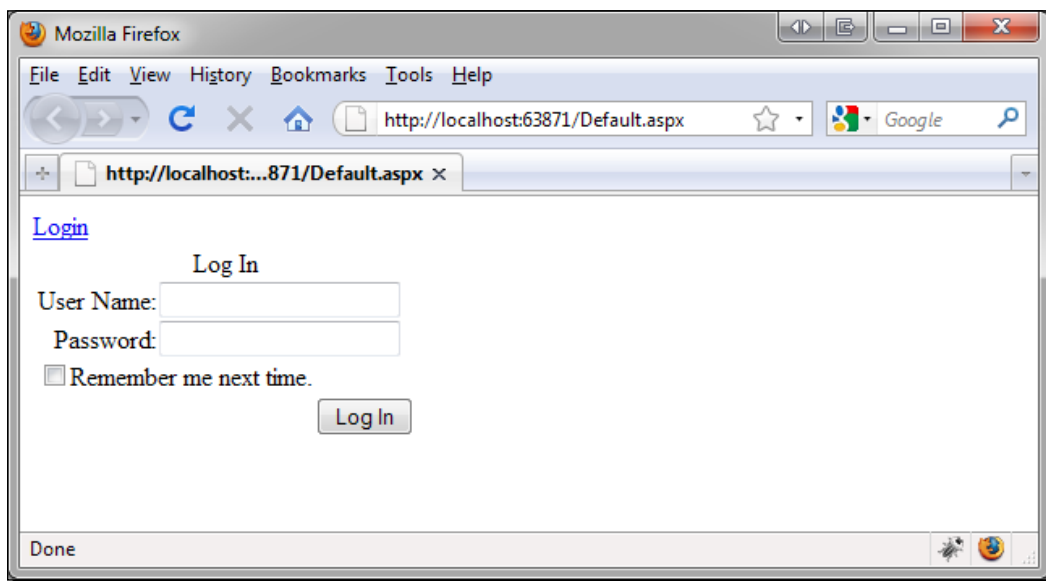 Mozilla Firefox
File Edit View History Bookmarks Tools Help
http://localhost:63871/Default.aspx
Google
http://localhost:...871/Default.aspx
Login
Log In
User Name:
Password:
Remember me next time.
Log In
Done